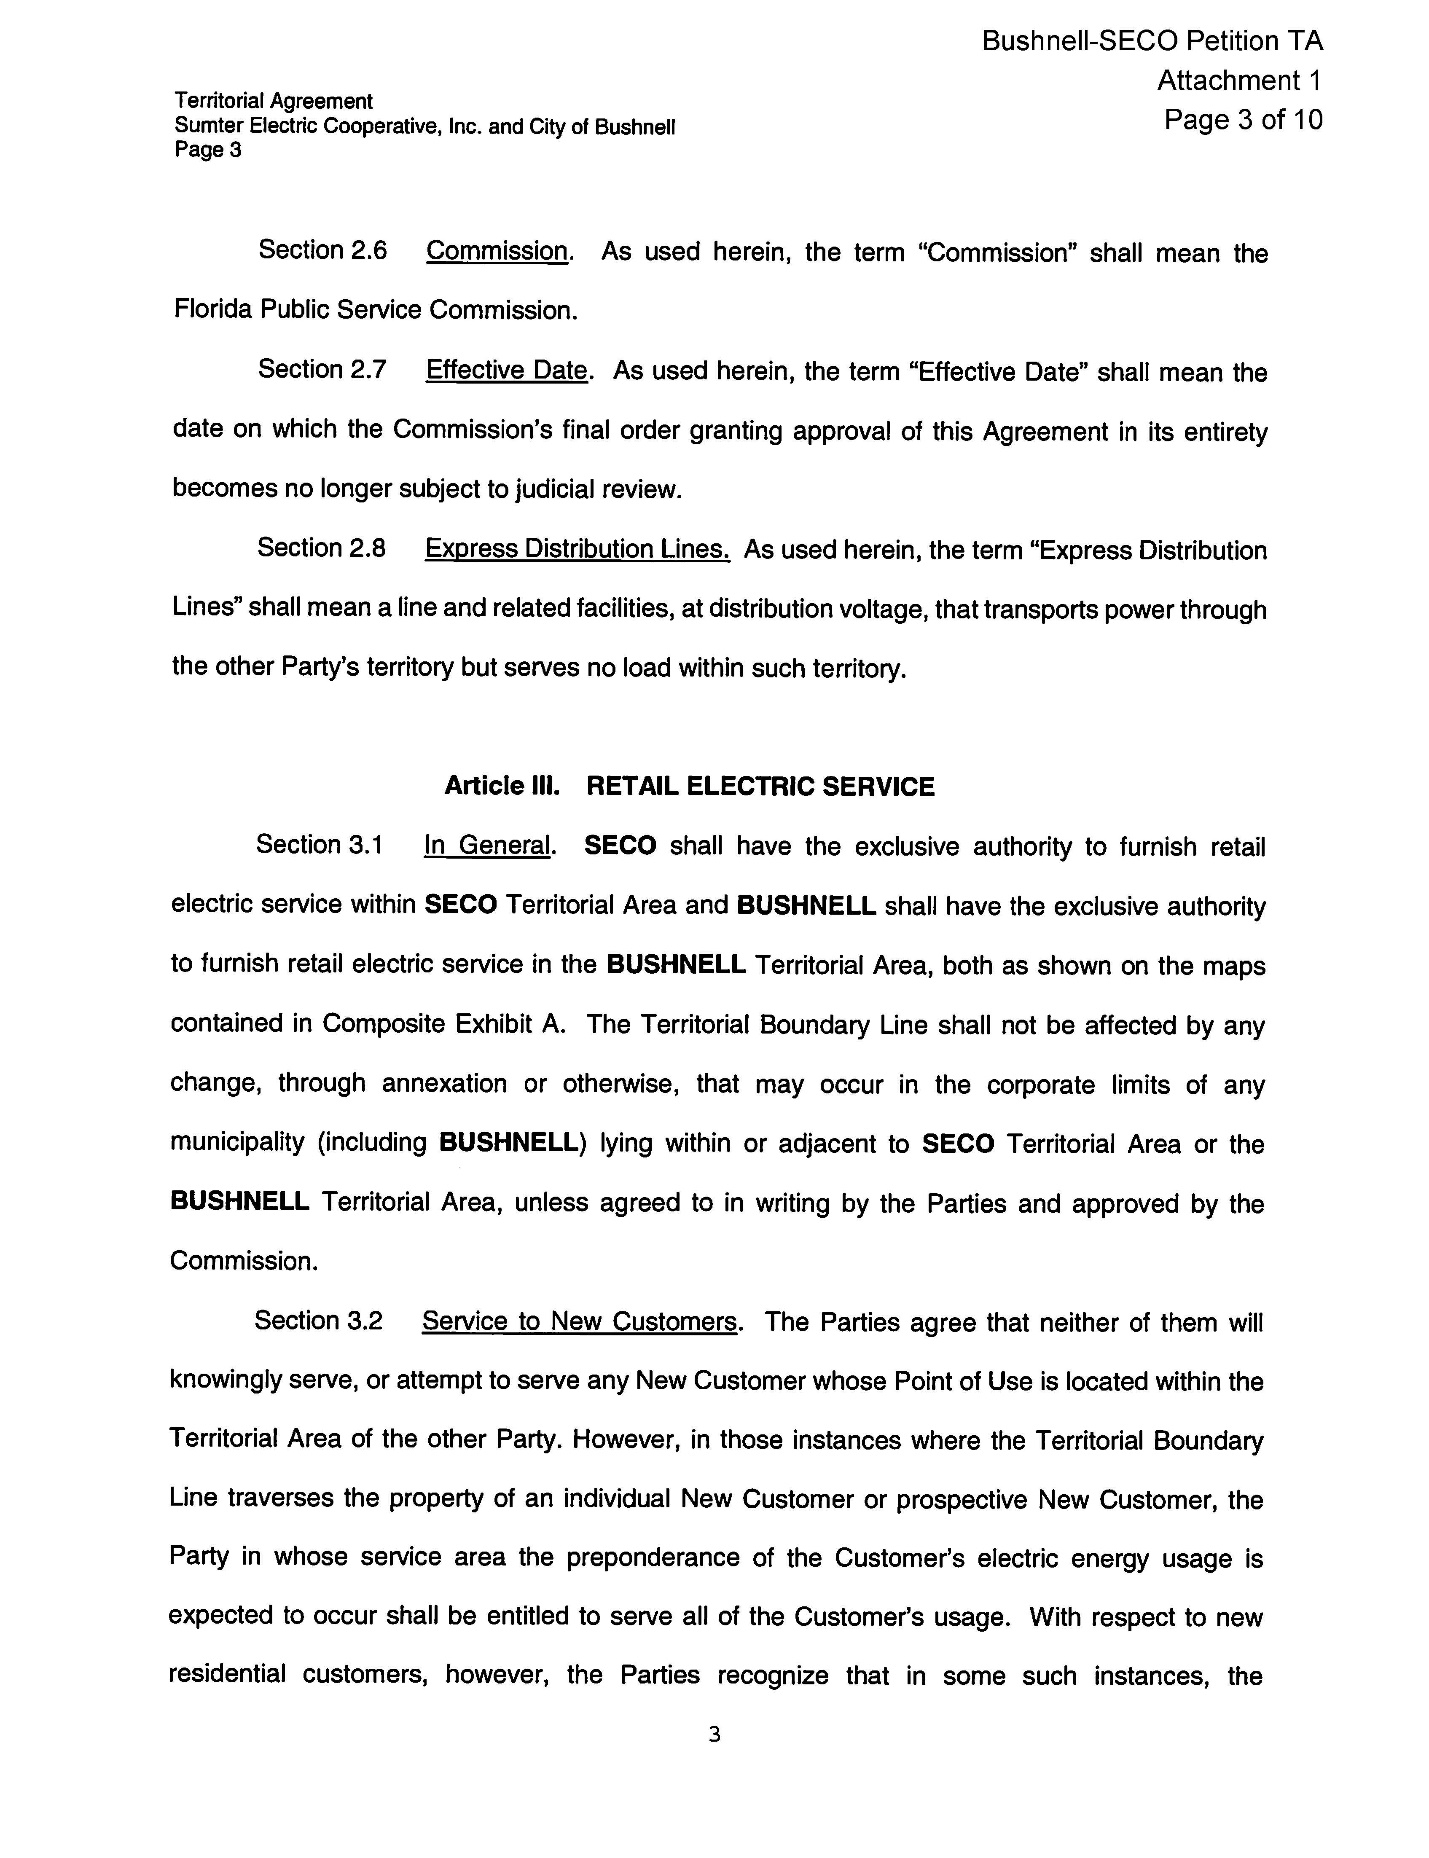 Bushnell-SECO Petition TA
Attachment 1
Page 3 of 10
Territorial Agreement
Sumter Electric Cooperative, Inc. and City of Bushnell
Page 3
Section 2.6 Commission. As used herein, the term “Commission” shall mean the
Florida Public Service Commission.
Section 2.7 Effective Date. As used herein, the term “Effective Date” shall mean the
date on which the Commission’s final order granting approval of this Agreement in its entirety
becomes no longer subject to judicial review.
Section 2.8 Express Distribution Lines. As used herein, the term “Express Distribution
Lines” shall mean a line and related facilities, at distribution voltage, that transports power through
the other Party’s territory but serves no load within such territory.
Article III. RETAIL ELECTRIC SERVICE
Section 3.1 In General. SECO shall have the exclusive authority to furnish retail
electric service within SECO Territorial Area and BUSHNELL shall have the exclusive authority
to furnish retail electric service in the BUSHNELL Territorial Area, both as shown on the maps
contained in Composite Exhibit A. The Territorial Boundary Line shall not be affected by any
change, through annexation or otherwise, that may occur in the corporate limits of any
municipality (including BUSHNELL) lying within or adjacent to SECO Territorial Area or the
BUSHNELL Territorial Area, unless agreed to in writing by the Parties and approved by the
Commission.
Section 3.2 Service to New Customers. The Parties agree that neither of them will
knowingly serve, or attempt to serve any New Customer whose Point of Use is located within the
Territorial Area of the other Party. However, in those instances where the Territorial Boundary
Line traverses the property of an individual New Customer or prospective New Customer, the
Party in whose service area the preponderance of the Customer’s electric energy usage is
expected to occur shall be entitled to serve all of the Customer’s usage. With respect to new
residential customers, however, the Parties recognize that in some such instances, the
3